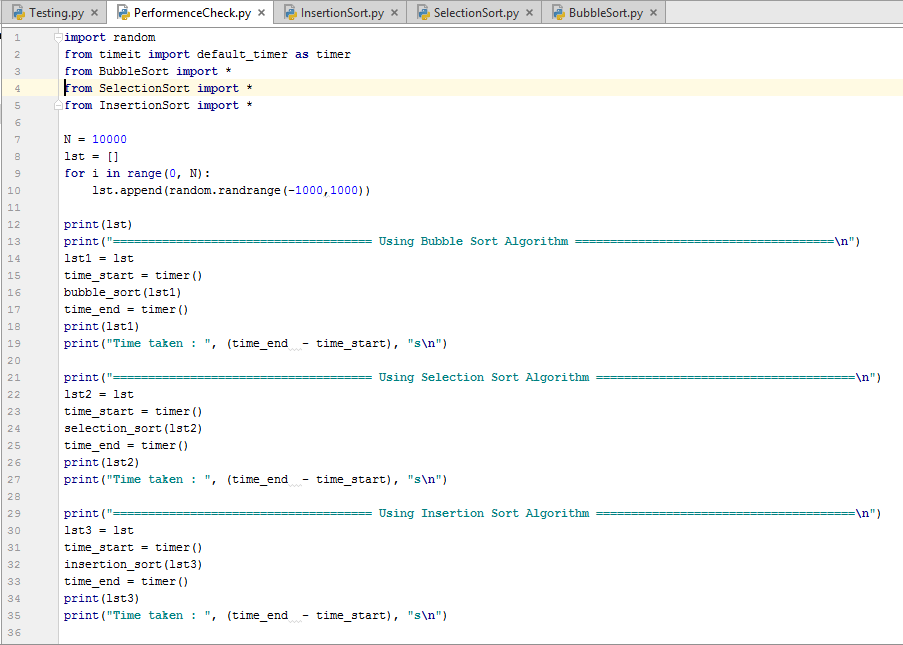 Testing.py × PerformenceCheck.py × InsertionSort.py × SelectionSort.py × BubbleSort.py ×
1 import random
2 from timeit import default_timer as timer
3 from BubbleSort import *
4 from SelectionSort import *
5 from InsertionSort import *
6
7 N = 10000
8 lst = []
9 for i in range(0, N):
10     lst.append(random.randrange(-1000,1000))
11
12 print(lst)
13 print("===================================== Using Bubble Sort Algorithm =====================================\n")
14 lst1 = lst
15 time_start = timer()
16 bubble_sort(lst1)
17 time_end = timer()
18 print(lst1)
19 print("Time taken : ", (time_end  - time_start), "s\n")
20
21 print("===================================== Using Selection Sort Algorithm =====================================\n")
22 lst2 = lst
23 time_start = timer()
24 selection_sort(lst2)
25 time_end = timer()
26 print(lst2)
27 print("Time taken : ", (time_end  - time_start), "s\n")
28
29 print("===================================== Using Insertion Sort Algorithm =====================================\n")
30 lst3 = lst
31 time_start = timer()
32 insertion_sort(lst3)
33 time_end = timer()
34 print(lst3)
35 print("Time taken : ", (time_end  - time_start), "s\n")
36